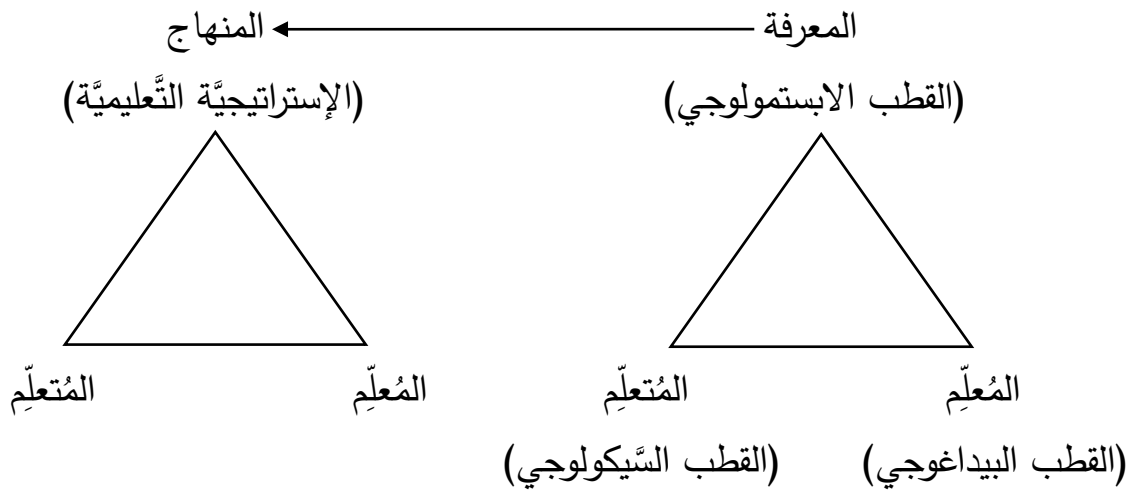 المعرفة المنهاج
(القطب الابستمولوجي) (الإستراتيجيَّة التَّعليميَّة)
المُعلِّم المُتعلِّم المُعلِّم المُتعلِّم
(القطب البيداغوجي) (القطب السَّيكولوجي)